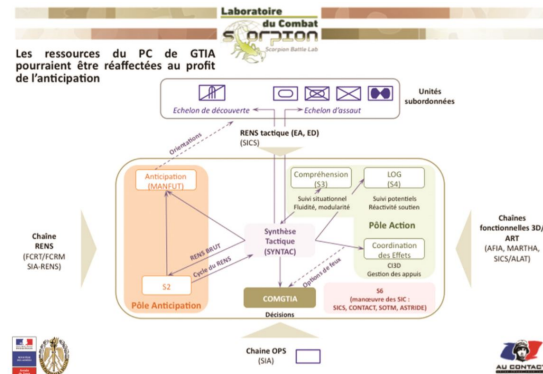 Laboratoire
du Combat
SCORPION
Scorpion Battle Lab
Les ressources du PC de GTIA
pourraient être réaffectées au profit
de l'anticipation
Unités
subordonnées
Echelon de découverte
Echelon d'assaut
Orientations
RENS tactique (EA, ED)
(SICS)
Anticipation
(MANFUT)
Compréhension
(S3)
LOG
(S4)
Suivi situationnel
Fluidité, modularité
Suivi potentiels
Réactivité soutien
Pôle Action
Chaîne
RENS
(FCRT/FCRM
SIA-RENS)
Synthèse
Tactique
(SYNTAC)
RENS BRUT
Cycle du RENS
Coordination
des Effets
CI3D
Gestion des appuis
Chaînes
fonctionnelles 3D/
ART
(AFIA, MARTHA,
SICS/ALAT)
S2
Pôle Anticipation
Options de feux
COMGTIA
Décisions
S6
(manœuvre des SIC :
SICS, CONTACT, SOTM, ASTRIDE)
Chaine OPS
(SIA)
AU CONTACT